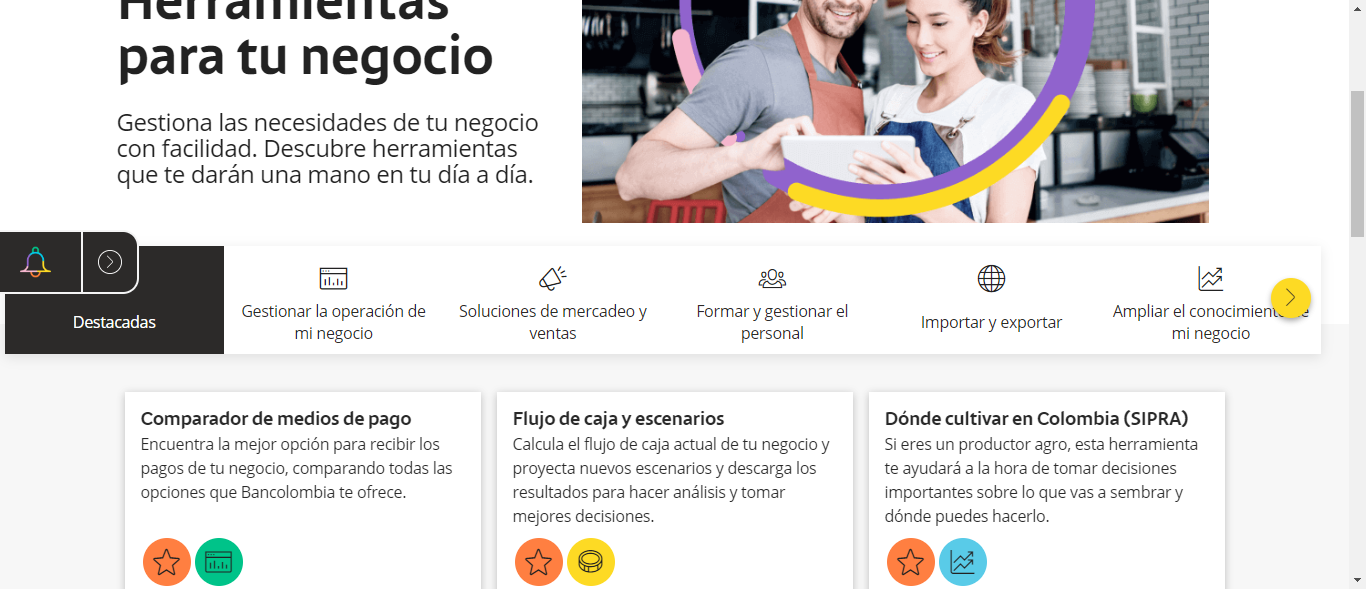 Herramientas
para tu negocio
Gestiona las necesidades de tu negocio
con facilidad. Descubre herramientas
que te darán una mano en tu día a día.
Destacadas
Gestionar la operación de
mi negocio
Soluciones de mercadeo y
ventas
Formar y gestionar el
personal
Importar y exportar
Ampliar el conocimiento de
mi negocio
Comparador de medios de pago
Encuentra la mejor opción para recibir los
pagos de tu negocio, comparando todas las
opciones que Bancolombia te ofrece.
Flujo de caja y escenarios
Calcula el flujo de caja actual de tu negocio y
proyecta nuevos escenarios y descarga los
resultados para hacer análisis y tomar
mejores decisiones.
Dónde cultivar en Colombia (SIPRA)
Si eres un productor agro, esta herramienta
te ayudará a la hora de tomar decisiones
importantes sobre lo que vas a sembrar y
dónde puedes hacerlo.